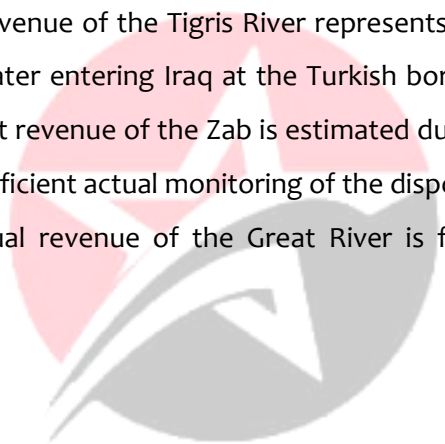 venue of the Tigris River represents
ater entering Iraq at the Turkish bor
t revenue of the Zab is estimated du
ficient actual monitoring of the dispo
ual revenue of the Great River is f